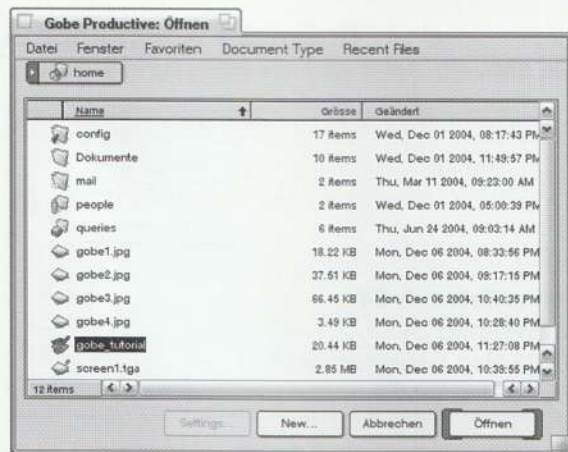 Gobe Productive: Öffnen
Datei Fenster Favoriten Document Type Recent Files
home
Name Grösse Geändert
config 17 items Wed, Dec 01 2004, 08:17:43 PM
Dokumente 10 items Wed, Dec 01 2004, 11:49:57 PM
mail 2 items Thu, Mar 11 2004, 09:23:00 AM
people 2 items Wed, Dec 01 2004, 05:00:39 PM
queries 6 items Thu, Jun 24 2004, 09:03:14 AM
gobe1.jpg 18.22 KB Mon, Dec 06 2004, 08:33:56 PM
gobe2.jpg 37.51 KB Mon, Dec 06 2004, 09:17:15 PM
gobe3.jpg 66.45 KB Mon, Dec 06 2004, 10:40:35 PM
gobe4.jpg 3.49 KB Mon, Dec 06 2004, 10:28:40 PM
gobe_tutorial 20.44 KB Mon, Dec 06 2004, 11:27:08 PM
screen1.tga 2.85 MB Mon, Dec 06 2004, 10:39:55 PM
12 items
Settings... New... Abbrechen Öffnen